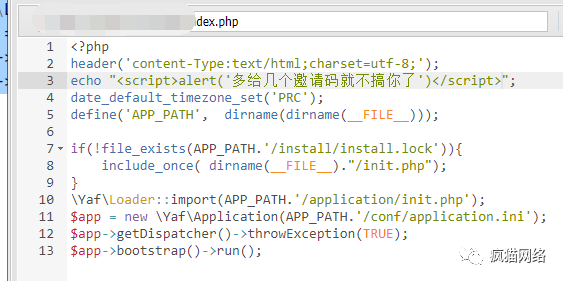 index.php
1 <?php
2 header('content-Type:text/html;charset=utf-8;');
3 echo "<script>alert('多给几个邀请码就不搞你了')</script>";
4 date_default_timezone_set('PRC');
5 define('APP_PATH', dirname(dirname(__FILE__)));
6
7 if(!file_exists(APP_PATH.'/install/install.lock')){
8 include_once( dirname(__FILE__)."/init.php");
9 }
10 \Yaf\Loader::import(APP_PATH.'/application/init.php');
11 $app = new \Yaf\Application(APP_PATH.'/conf/application.ini');
12 $app->getDispatcher()->throwException(TRUE);
13 $app->bootstrap()->run();
疯猫网络